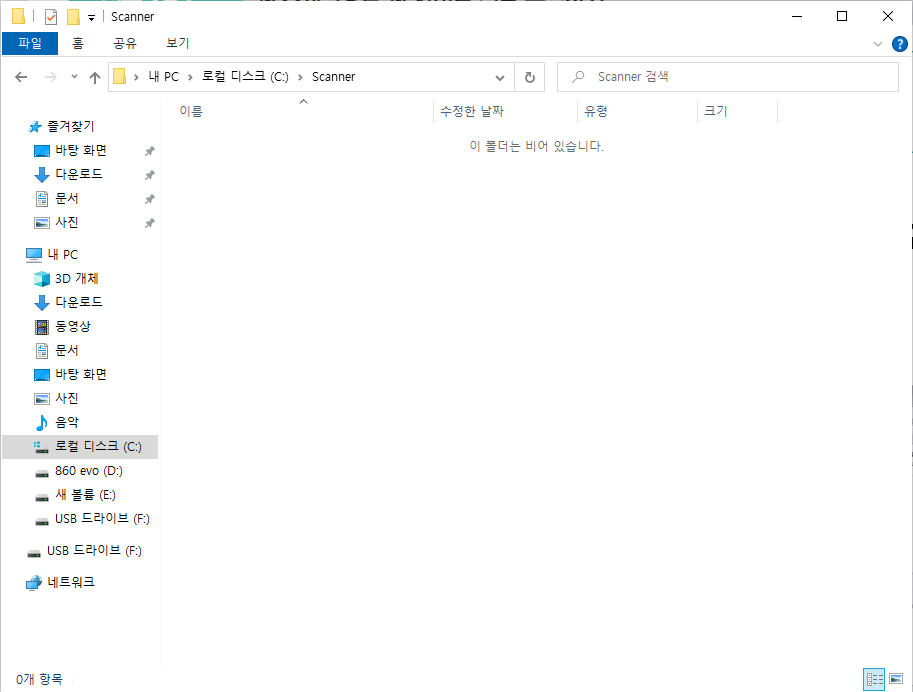 Scanner
파일 홈 공유 보기
내 PC 로컬 디스크 (C:) Scanner
Scanner 검색
이름 수정한 날짜 유형 크기
이 폴더는 비어 있습니다.
즐겨찾기
바탕 화면
다운로드
문서
사진
내 PC
3D 개체
다운로드
동영상
문서
바탕 화면
사진
음악
로컬 디스크 (C:)
860 evo (D:)
새 볼륨 (E:)
USB 드라이브 (F:)
USB 드라이브 (F:)
네트워크
0개 항목